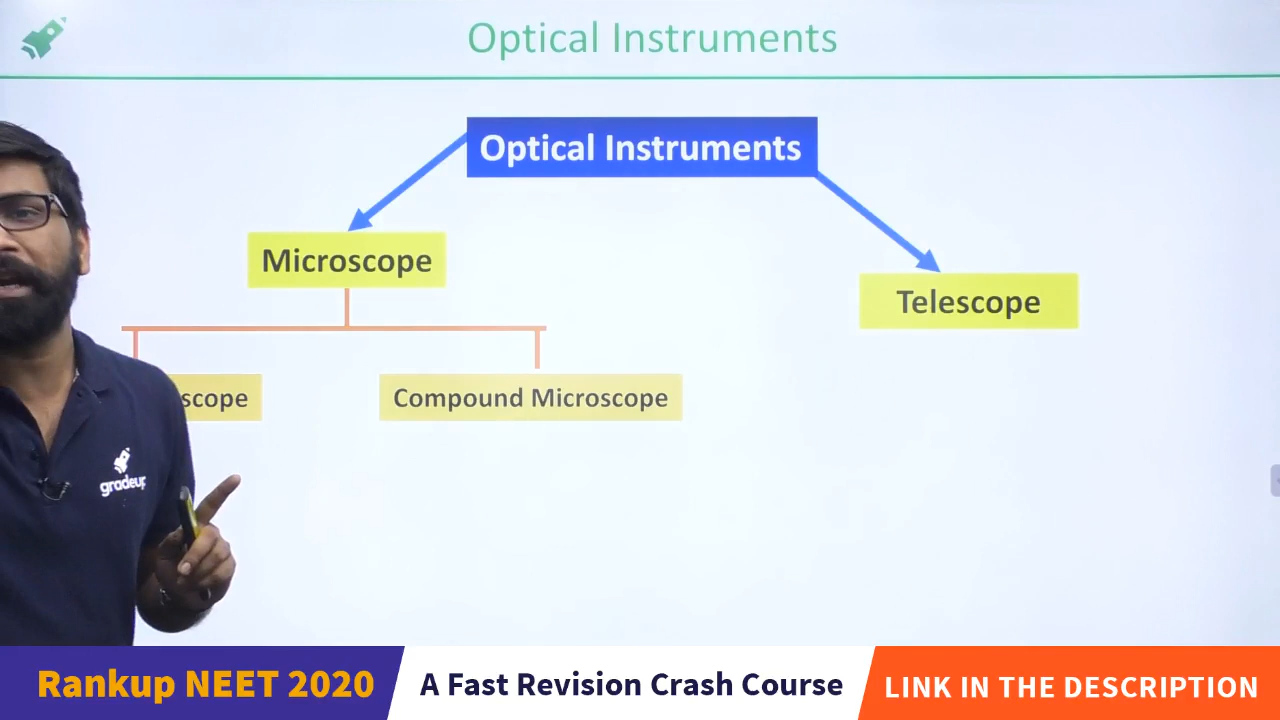 Optical Instruments
Optical Instruments
Microscope
Telescope
scope
Compound Microscope
gradeup
Rankup NEET 2020
A Fast Revision Crash Course
LINK IN THE DESCRIPTION